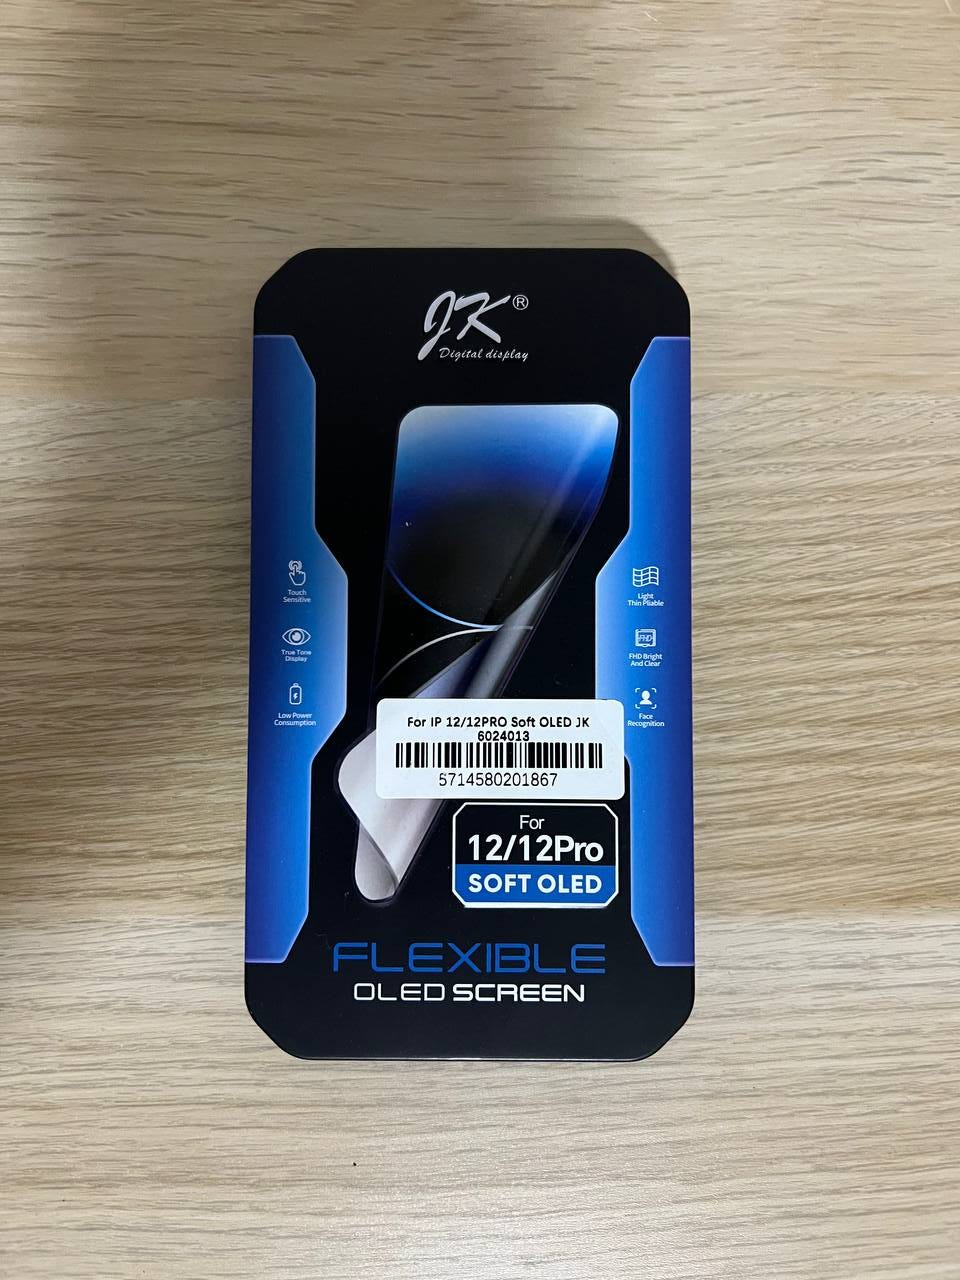 JK®
Digital display
Touch
Sensitive
True Tone
Display
Low Power
Consumption
Light
Thin Pliable
FHD
FHD Bright
And Clear
Face
Recognition
For IP 12/12PRO Soft OLED JK
6024013
5714580201867
For
12/12Pro
SOFT OLED
FLEXIBLE
OLED SCREEN